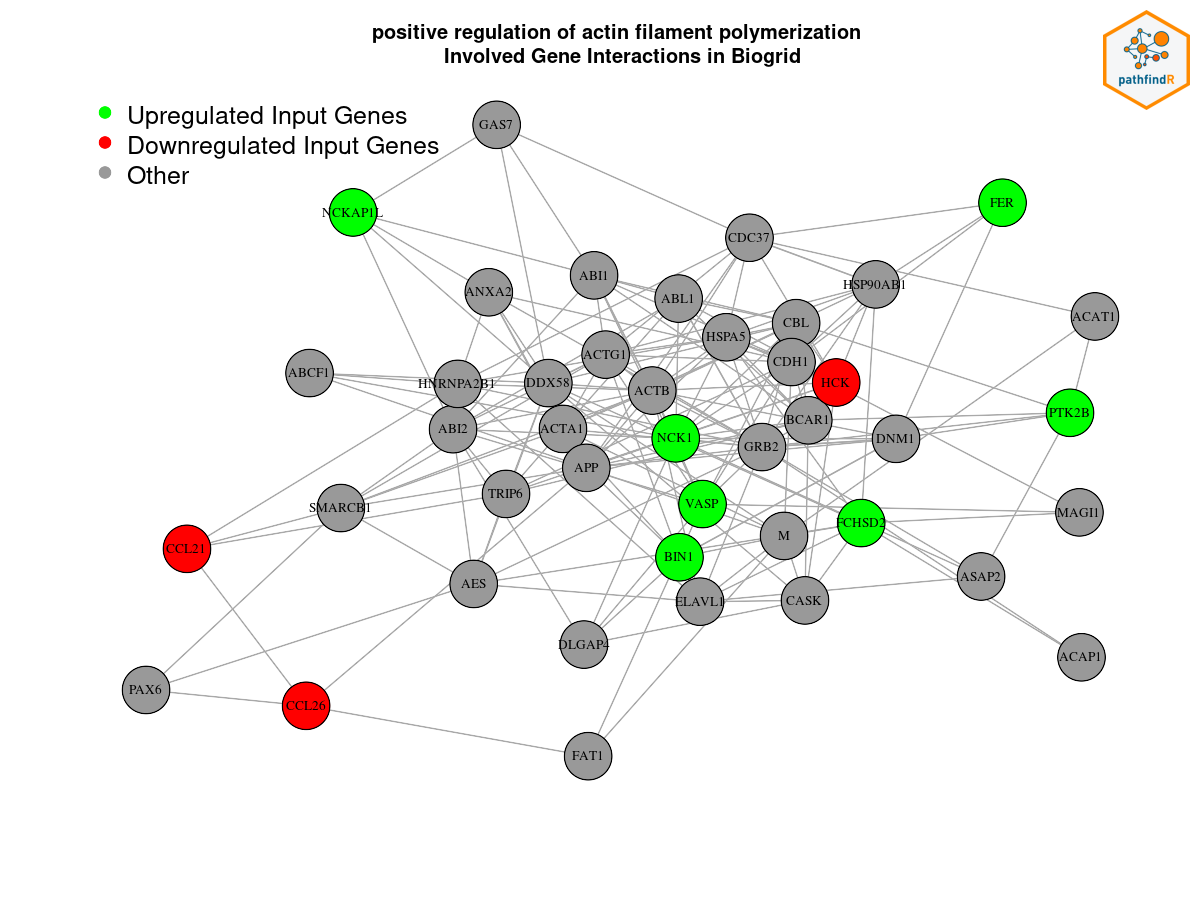 positive regulation of actin filament polymerization
Involved Gene Interactions in Biogrid
pathfindR
Upregulated Input Genes
Downregulated Input Genes
Other
GAS7
NCKAP1L
FER
CDC37
ABI1
ANXA2
ABL1
HSP90AB1
ACAT1
CBL
HSPA5
ACTG1
CDH1
ABCF1
HNRNPA2B1
DDX58
ACTB
HCK
PTK2B
BCAR1
ABI2
ACTA1
NCK1
GRB2
DNM1
APP
TRIP6
SMARCB1
VASP
MAGI1
FCHSD2
M
CCL21
BIN1
AES
ASAP2
ELAVL1
CASK
DLGAP4
ACAP1
PAX6
CCL26
FAT1